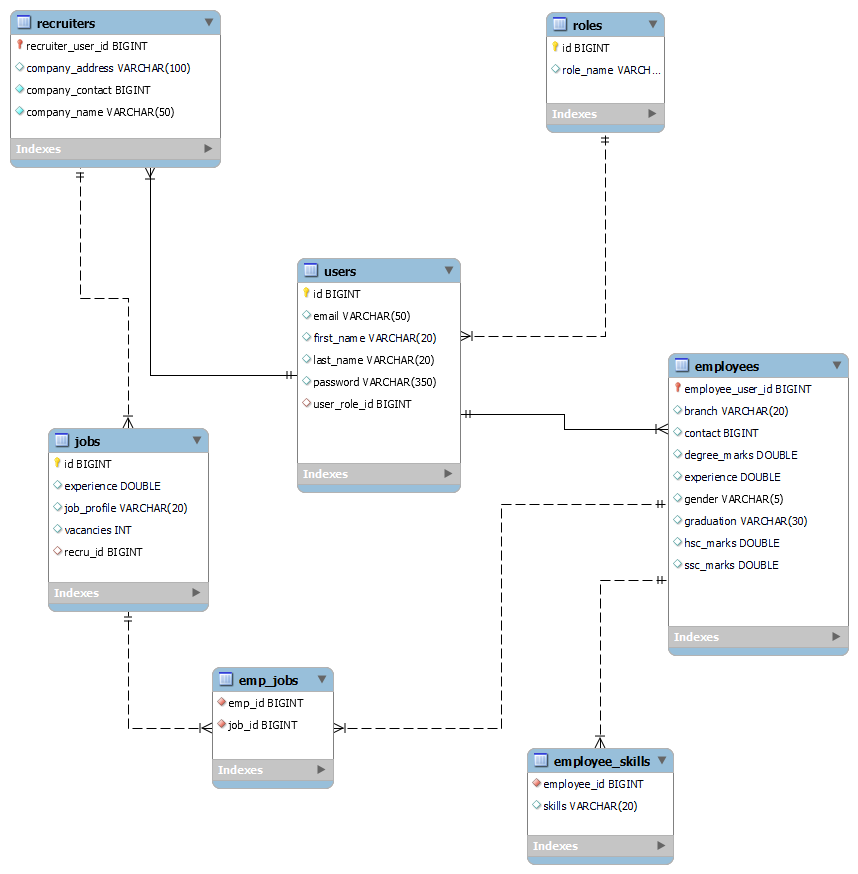 recruiters
recruiter_user_id BIGINT
company_address VARCHAR(100)
company_contact BIGINT
company_name VARCHAR(50)
Indexes
roles
id BIGINT
role_name VARCH...
Indexes
users
id BIGINT
email VARCHAR(50)
first_name VARCHAR(20)
last_name VARCHAR(20)
password VARCHAR(350)
user_role_id BIGINT
Indexes
employees
employee_user_id BIGINT
branch VARCHAR(20)
contact BIGINT
degree_marks DOUBLE
experience DOUBLE
gender VARCHAR(5)
graduation VARCHAR(30)
hsc_marks DOUBLE
ssc_marks DOUBLE
Indexes
jobs
id BIGINT
experience DOUBLE
job_profile VARCHAR(20)
vacancies INT
recru_id BIGINT
Indexes
emp_jobs
emp_id BIGINT
job_id BIGINT
Indexes
employee_skills
employee_id BIGINT
skills VARCHAR(20)
Indexes